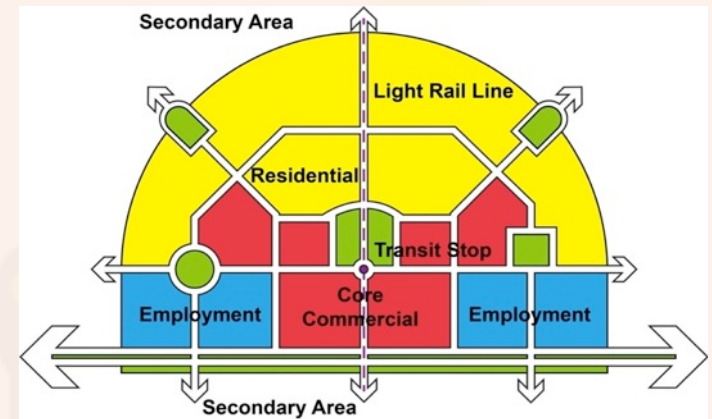 Secondary Area
Light Rail Line
Residential
Transit Stop
Core
Commercial
Employment
Employment
Secondary Area